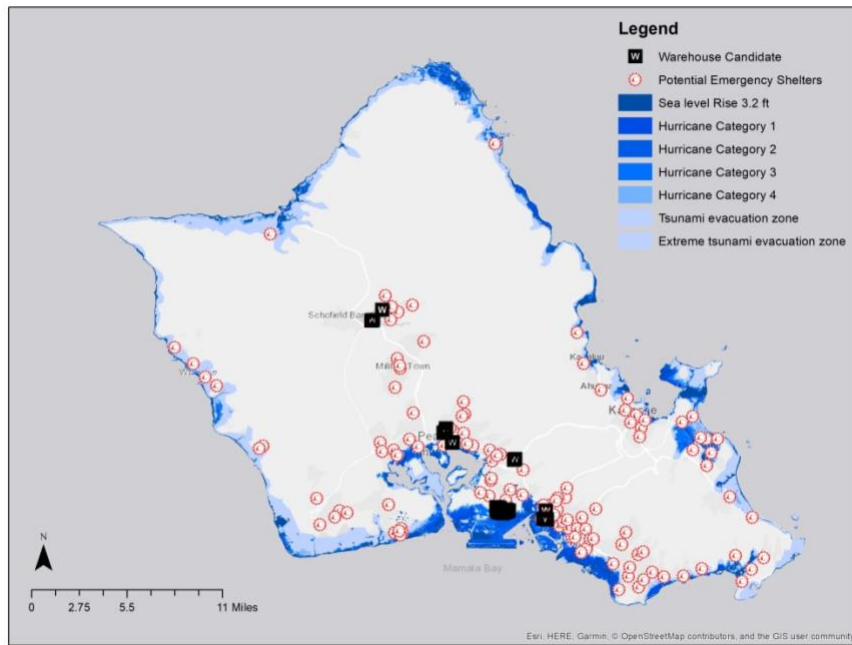 Legend
W Warehouse Candidate
Potential Emergency Shelters
Sea level Rise 3.2 ft
Hurricane Category 1
Hurricane Category 2
Hurricane Category 3
Hurricane Category 4
Tsunami evacuation zone
Extreme tsunami evacuation zone
W
Schofield
W
Town
W
W
Mamala Bay
N
0 2.75 5.5 11 Miles
Esri, HERE, Garmin, © OpenStreetMap contributors, and the GIS user community